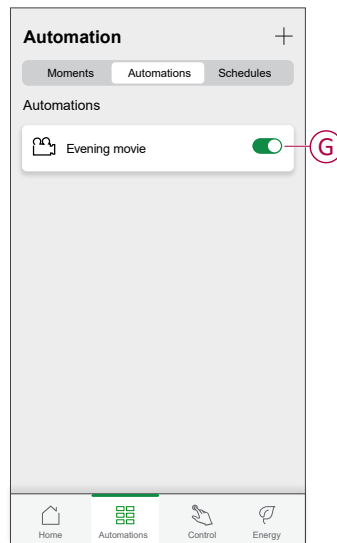 Automation
Moments Automations Schedules
Automations
Evening movie
G
Home Automations Control Energy